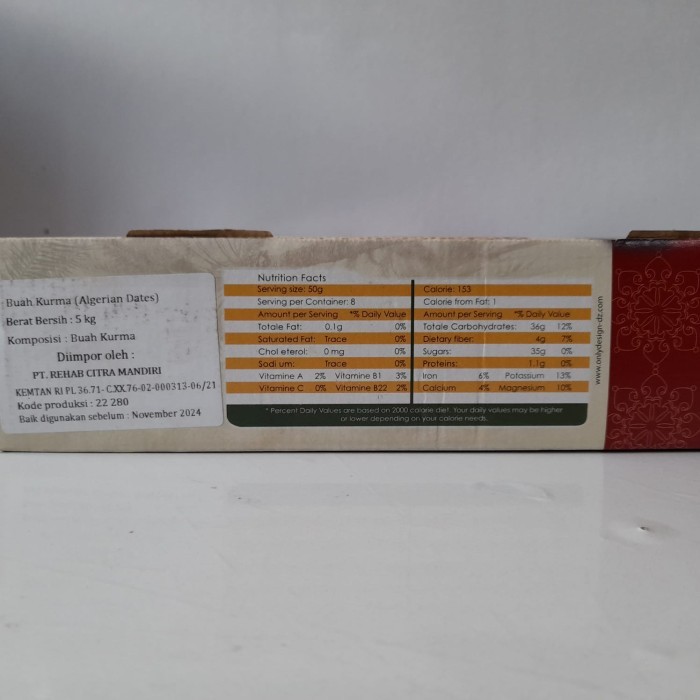 Buah Kurma (Algerian Dates)
Berat Bersih : 5 kg
Komposisi : Buah Kurma
Diimpor oleh :
PT. REHAB CITRA MANDIRI
KEMTAN RI PL 36.71- CXX76-02-000313-06/21
Kode produksi : 22 280
Baik digunakan sebelum : November 2024
Nutrition Facts
Serving size: 50g
Serving per Container: 8
Amount per Serving *% Daily Value
Totale Fat: 0.1g 0%
Saturated Fat: Trace 0%
Chol eterol: 0 mg 0%
Sodi um: Trace 0%
Vitamine A 2% Vitamine B1 3%
Vitamine C 0% Vitamine B22 2%
Calorie: 153
Calorie from Fat: 1
Amount per Serving *% Daily Value
Totale Carbohydrates: 36g 12%
Dietary fiber: 4g 7%
Sugars: 35g 0%
Proteins: 1.1g 0%
Iron 6% Potassium 13%
Calcium 4% Magnesium 10%
* Percent Daily Values are based on 2000 calorie diet. Your daily values may be higher
or lower depending on your calorie needs.
www.onlydesign-dz.com